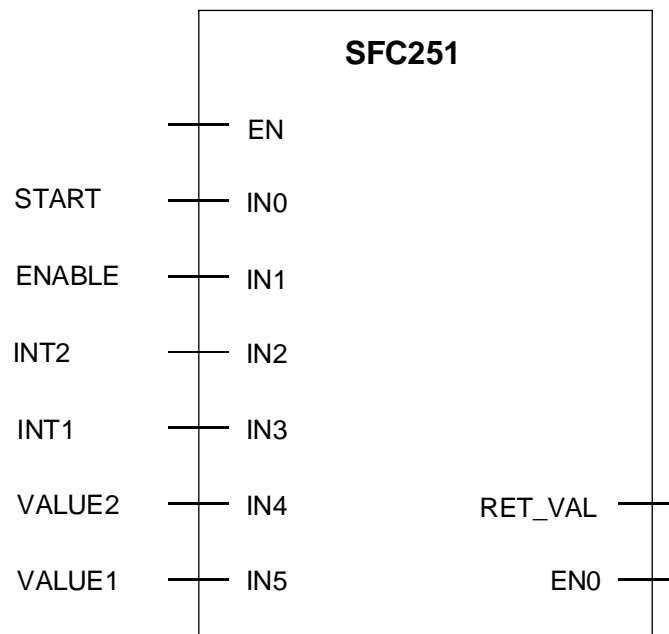 SFC251
EN
START IN0
ENABLE IN1
INT2 IN2
INT1 IN3
VALUE2 IN4 RET_VAL
VALUE1 IN5 EN0